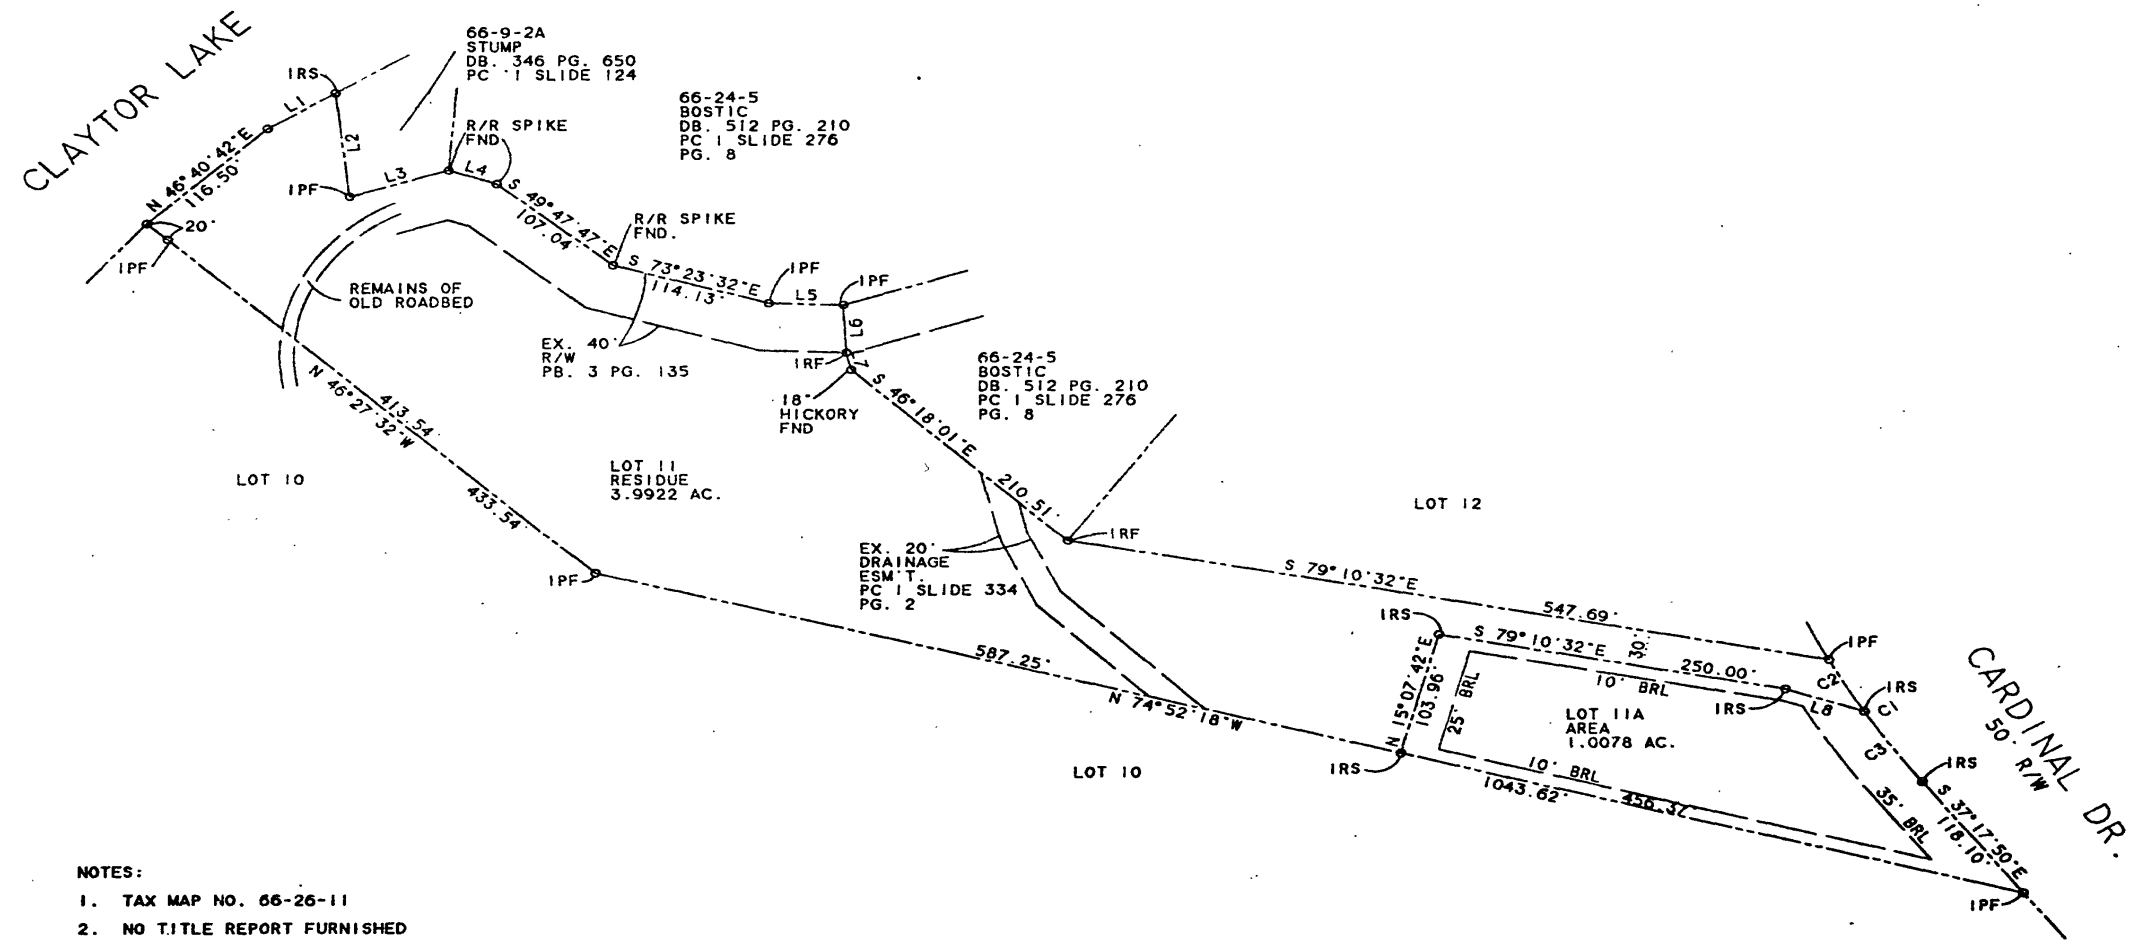 CLAYTOR LAKE
66-9-2A
STUMP
DB. 346 PG. 650
PC 1 SLIDE 124
IRS
L1
L2
N 46°40'42"E
116.50'
20'
IPF
IPF
L3
R/R SPIKE
FND
L4
66-24-5
BOSTIC
DB. 512 PG. 210
PC 1 SLIDE 276
PG. 8
S 49°47'47"E
107.04'
R/R SPIKE
FND.
S 73°23'32"E
114.13'
IPF
L5
IPF
L6
REMAINS OF
OLD ROADBED
EX. 40'
R/W
PB. 3 PG. 135
IRF
18"
HICKORY
FND
66-24-5
BOSTIC
DB. 512 PG. 210
PC 1 SLIDE 276
PG. 8
S 46°18'01"E
210.51'
413.54'
N 46°27'32"W
433.54'
LOT 10
LOT 11
RESIDUE
3.9922 AC.
IPF
IRF
LOT 12
EX. 20'
DRAINAGE
ESM'T.
PC 1 SLIDE 334
PG. 2
S 79°10'32"E
547.69'
30'
IRS
S 79°10'32"E
250.00'
IPF
C2
587.25'
N 74°52'18"W
N 15°07'42"E
103.96'
25' BRL
10' BRL
IRS
L8
IRS
C1
C3
LOT 11A
AREA
1.0078 AC.
CARDINAL DR.
50' R/W
LOT 10
IRS
10' BRL
1043.62'
456.37'
35' BRL
IRS
S 37°17'50"E
118.10'
IPF
NOTES:
1. TAX MAP NO. 66-26-11
2. NO TITLE REPORT FURNISHED